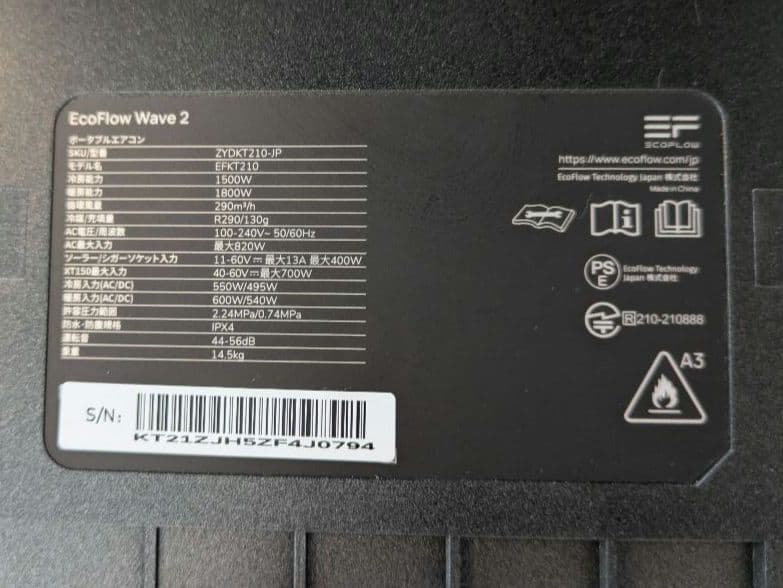 EcoFlow Wave 2
ポータブルエアコン
SKU/型番 ZYDKT210-JP
モデル名 EFKT210
冷房能力 1500W
暖房能力 1800W
循環風量 290m³/h
冷媒/充填量 R290/130g
AC電圧/周波数 100-240V~ 50/60Hz
AC最大入力 最大820W
ソーラー/シガーソケット入力 11-60V⎓最大13A 最大400W
XT150最大入力 40-60V⎓最大700W
冷房入力(AC/DC) 550W/495W
暖房入力(AC/DC) 600W/540W
許容圧力範囲 2.24MPa/0.74MPa
防水・防塵規格 IPX4
運転音 44-56dB
重量 14.5kg
S/N:
KT21ZJH5ZF4J0794
EF
ECOFLOW
https://www.ecoflow.com/jp
EcoFlow Technology Japan 株式会社
Made in China
PS
E
EcoFlow Technology
Japan 株式会社
R 210-210888
A3